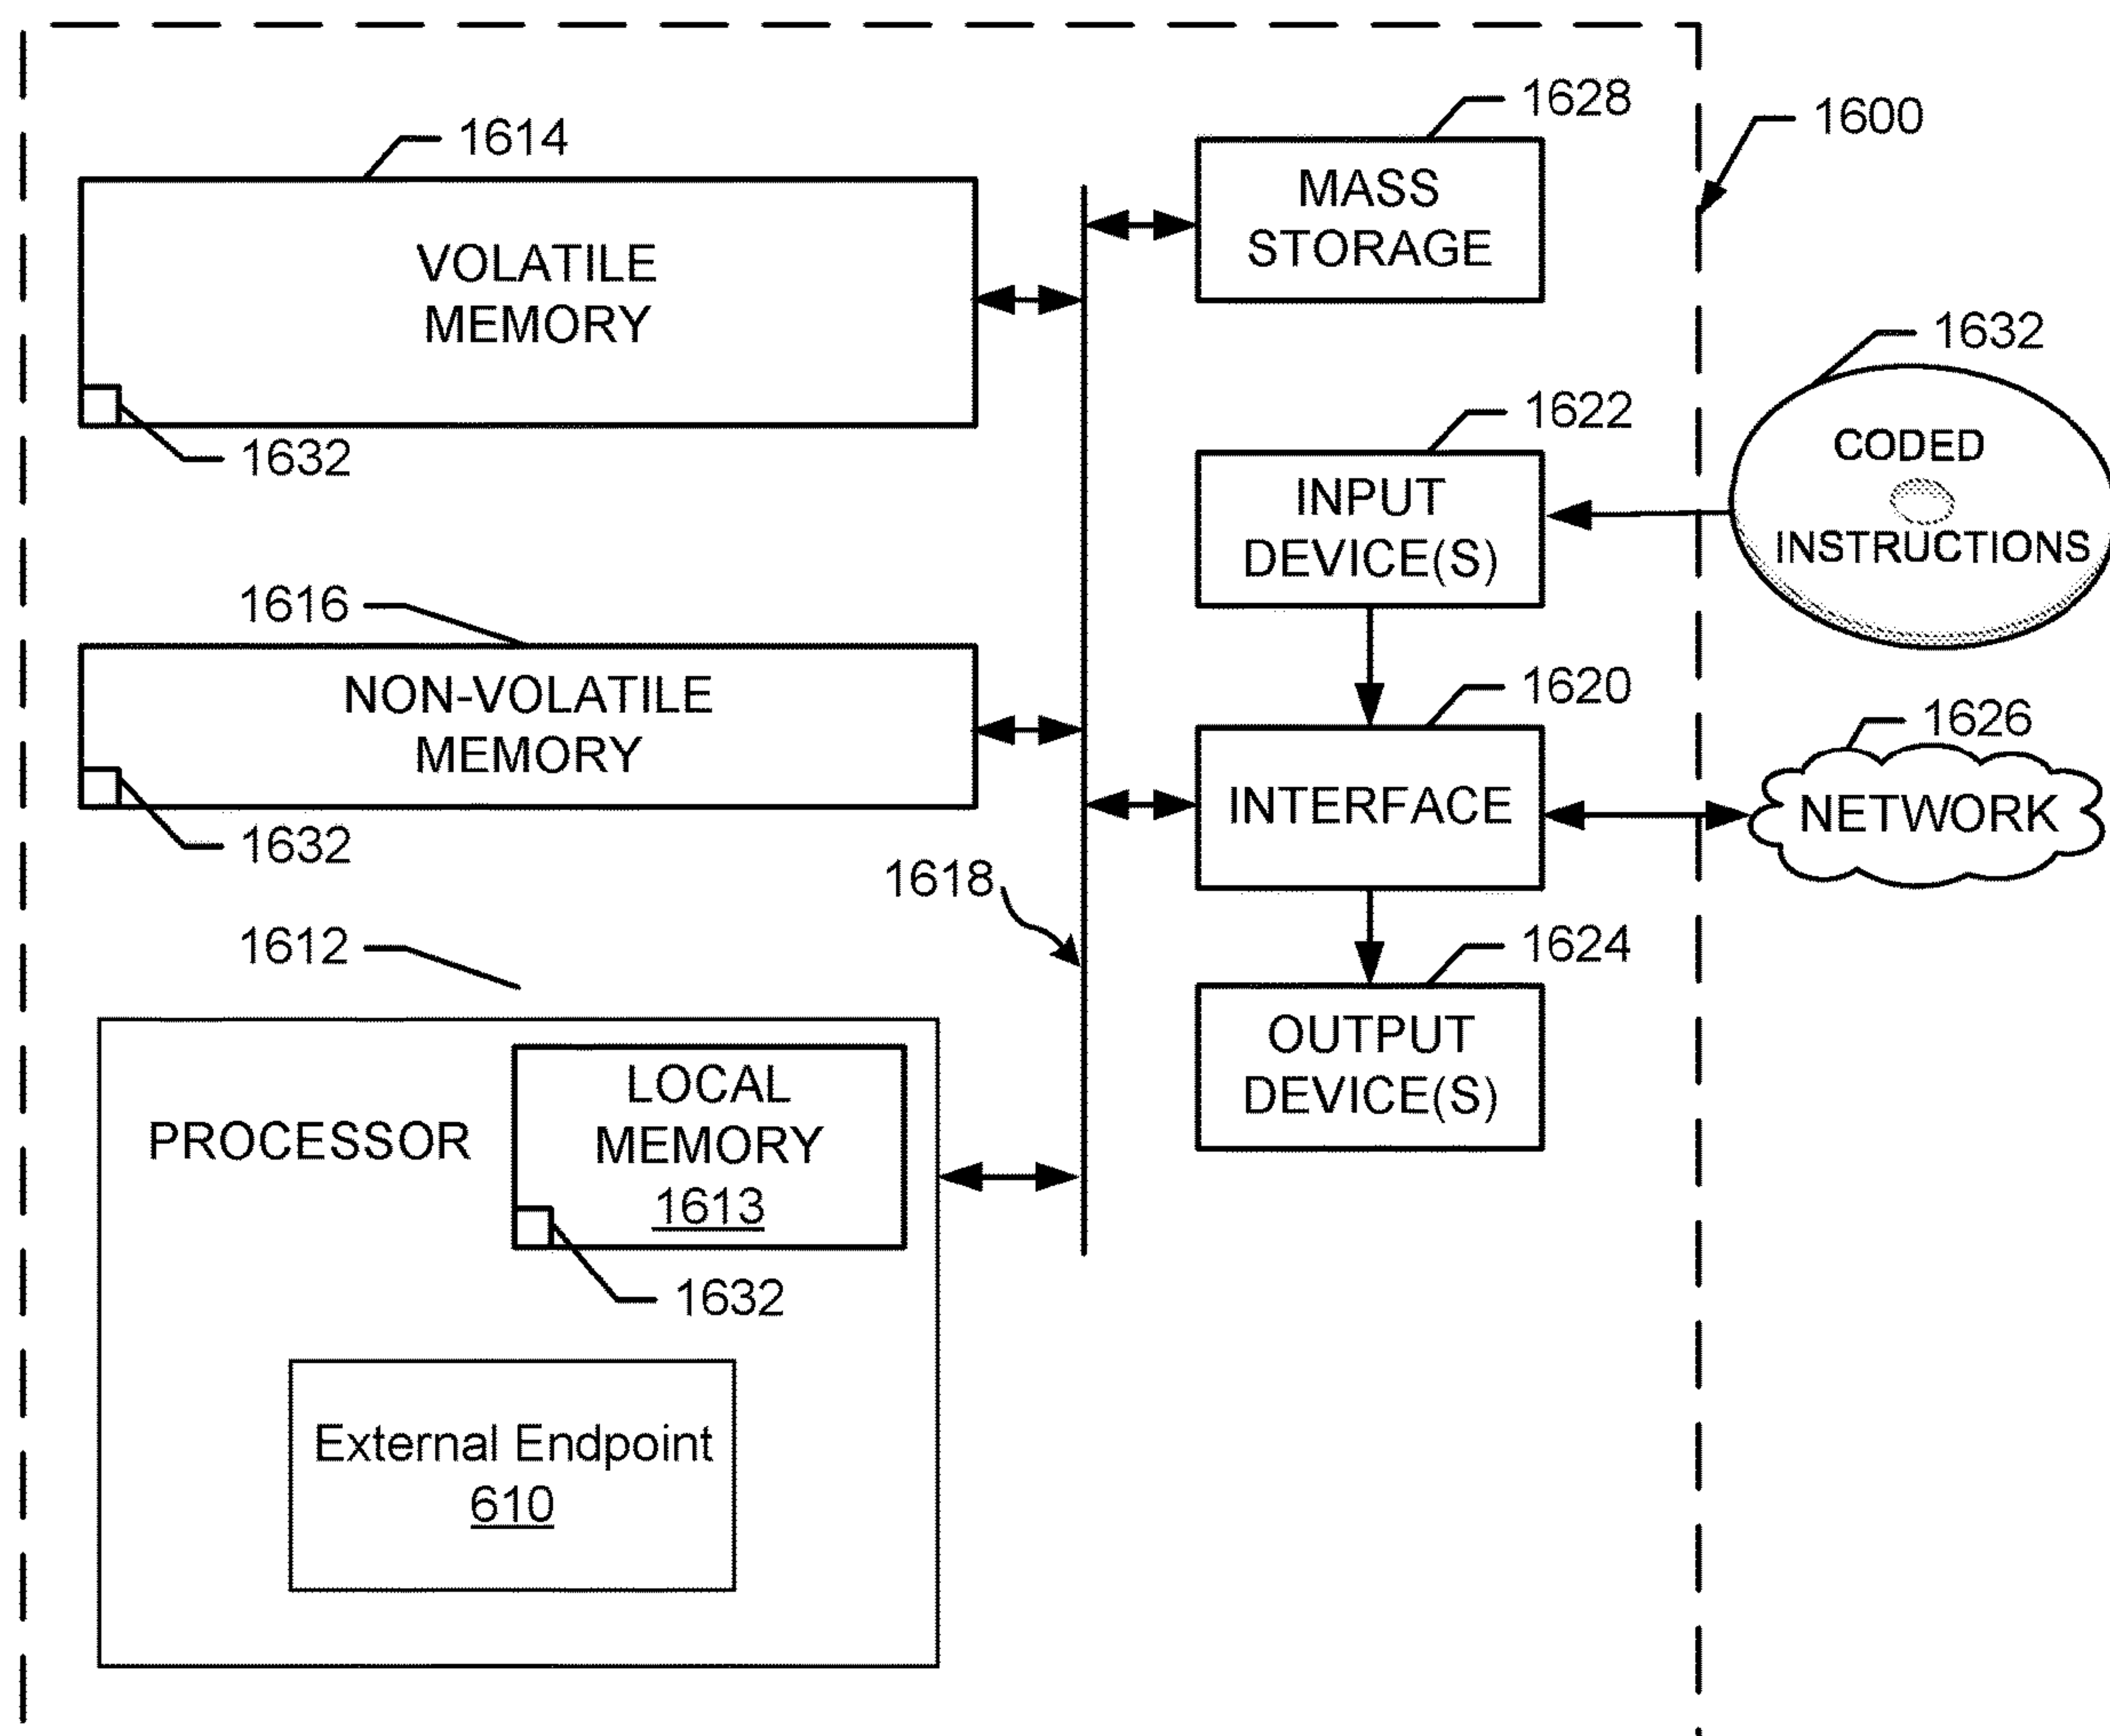 1614
VOLATILE
MEMORY
1632
1616
NON-VOLATILE
MEMORY
1632
1618
1612
PROCESSOR
LOCAL
MEMORY
1613
1632
External Endpoint
610
1628
MASS
STORAGE
1600
1622
INPUT
DEVICE(S)
1632
CODED
INSTRUCTIONS
1620
INTERFACE
1626
NETWORK
1624
OUTPUT
DEVICE(S)